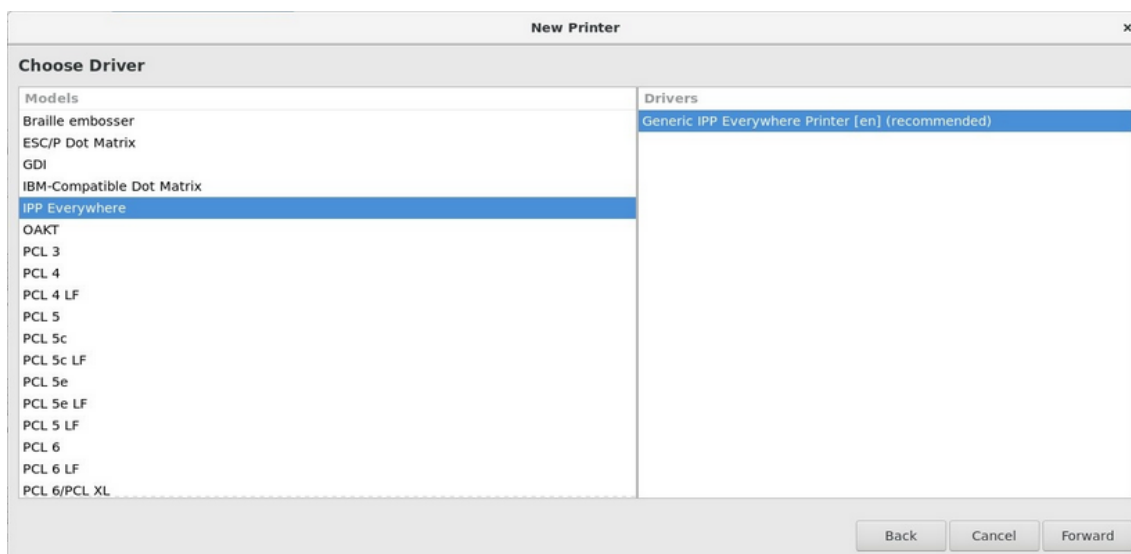 New Printer
×
Choose Driver
Models
Braille embosser
ESC/P Dot Matrix
GDI
IBM-Compatible Dot Matrix
IPP Everywhere
OAKT
PCL 3
PCL 4
PCL 4 LF
PCL 5
PCL 5c
PCL 5c LF
PCL 5e
PCL 5e LF
PCL 5 LF
PCL 6
PCL 6 LF
PCL 6/PCL XL
Drivers
Generic IPP Everywhere Printer [en] (recommended)
Back
Cancel
Forward